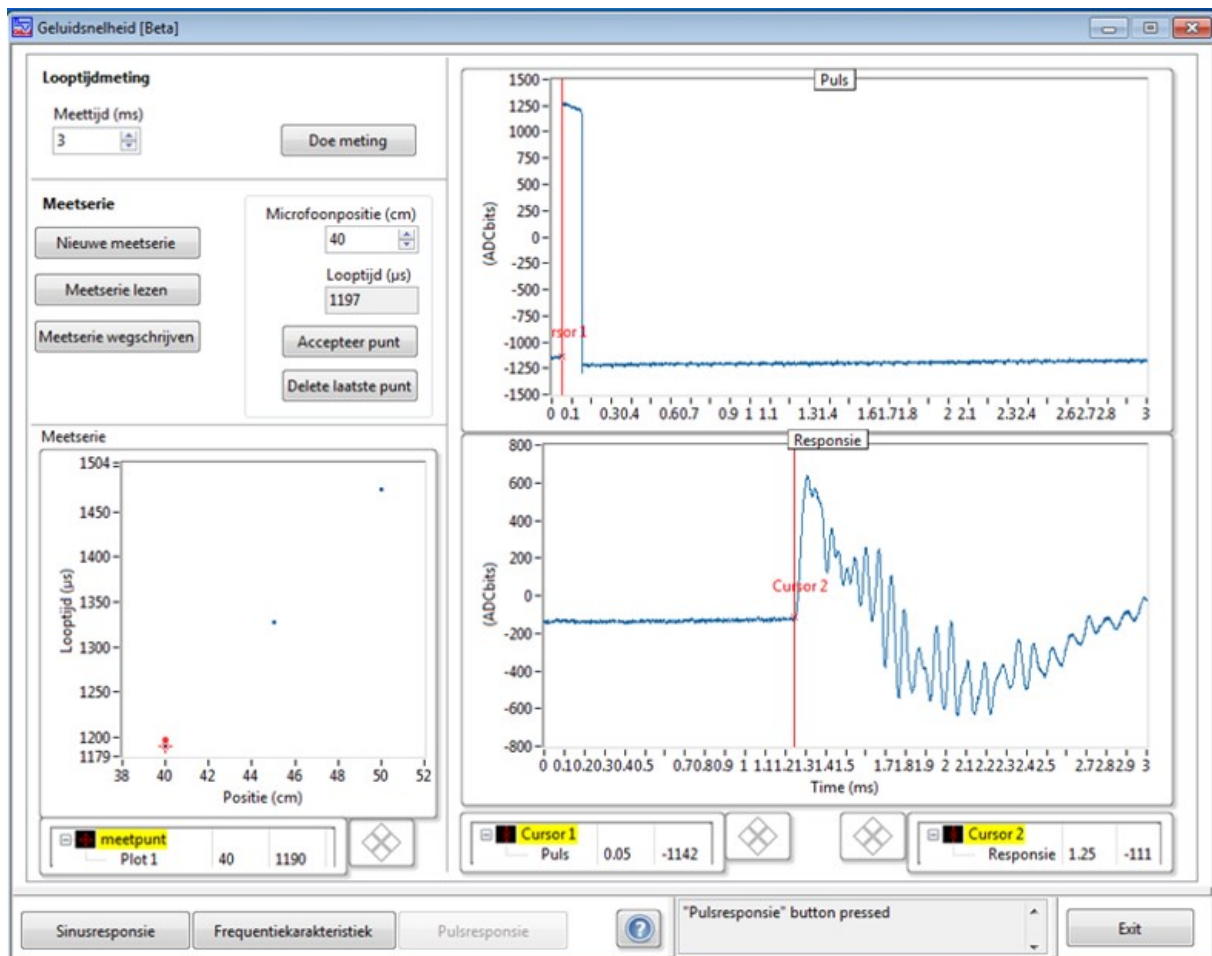 Geluidsnelheid [Beta]
Looptijdmeting
Meettijd (ms)
3
Doe meting
Meetserie
Nieuwe meetserie
Meetserie lezen
Meetserie wegschrijven
Microfoonpositie (cm)
40
Looptijd (µs)
1197
Accepteer punt
Delete laatste punt
Meetserie
1504
1450
1400
1350
1300
1250
1200
1179
Looptijd (µs)
38 40 42 44 46 48 50 52
Positie (cm)
meetpunt
Plot 1 40 1190
Puls
1500
1250
1000
750
500
250
0
-250
-500
-750
-1000
-1250
-1500
(ADCbits)
rsor 1
0 0.1 0.30.4 0.60.7 0.9 1 1.1 1.31.4 1.61.71.8 2 2.1 2.32.4 2.62.72.8 3
Responsie
800
600
400
200
0
-200
-400
-600
-800
(ADCbits)
Cursor 2
0 0.10.20.30.40.5 0.70.80.9 1 1.11.21.31.41.5 1.71.81.9 2 2.12.22.32.42.5 2.72.82.9 3
Time (ms)
Cursor 1
Puls 0.05 -1142
Cursor 2
Responsie 1.25 -111
Sinusresponsie
Frequentiekarakteristiek
Pulsresponsie
?
"Pulsresponsie" button pressed
Exit